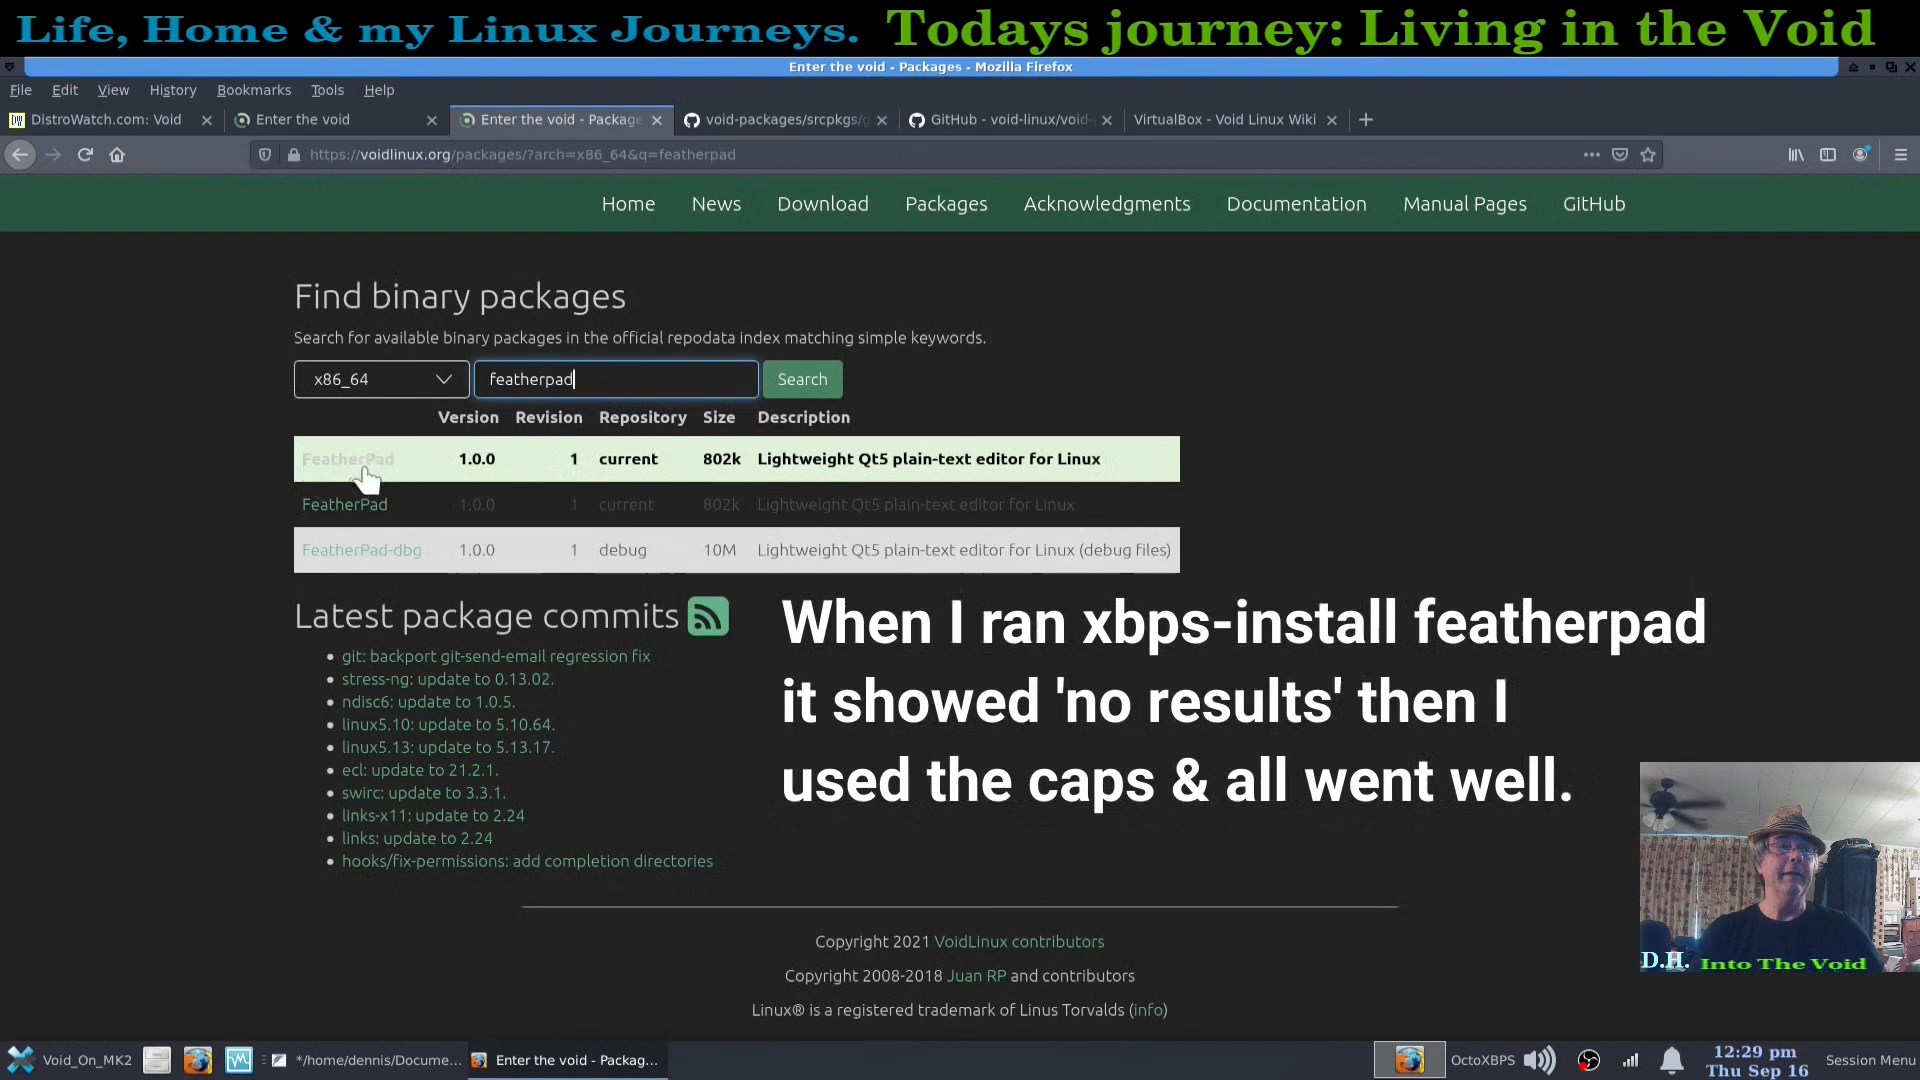 Life, Home & my Linux Journeys. Todays journey: Living in the Void
Enter the void - Packages - Mozilla Firefox
File Edit View History Bookmarks Tools Help
DistroWatch.com: Void Enter the void Enter the void - Package void-packages/srcpkgs/g GitHub - void-linux/void- VirtualBox - Void Linux Wiki
https://voidlinux.org/packages/?arch=x86_64&q=featherpad
Home News Download Packages Acknowledgments Documentation Manual Pages GitHub
Find binary packages
Search for available binary packages in the official repodata index matching simple keywords.
x86_64 featherpad Search
Version Revision Repository Size Description
FeatherPad 1.0.0 1 current 802k Lightweight Qt5 plain-text editor for Linux
FeatherPad 1.0.0 1 current 802k Lightweight Qt5 plain-text editor for Linux
FeatherPad-dbg 1.0.0 1 debug 10M Lightweight Qt5 plain-text editor for Linux (debug files)
Latest package commits
git: backport git-send-email regression fix
stress-ng: update to 0.13.02.
ndisc6: update to 1.0.5.
linux5.10: update to 5.10.64.
linux5.13: update to 5.13.17.
ecl: update to 21.2.1.
swirc: update to 3.3.1.
links-x11: update to 2.24
links: update to 2.24
hooks/fix-permissions: add completion directories
When I ran xbps-install featherpad
it showed 'no results' then I
used the caps & all went well.
D.H. Into The Void
Copyright 2021 VoidLinux contributors
Copyright 2008-2018 Juan RP and contributors
Linux® is a registered trademark of Linus Torvalds (info)
Void_On_MK2 */home/dennis/Docume... Enter the void - Packag... OctoXBPS 12:29 pm Session Menu
Thu Sep 16